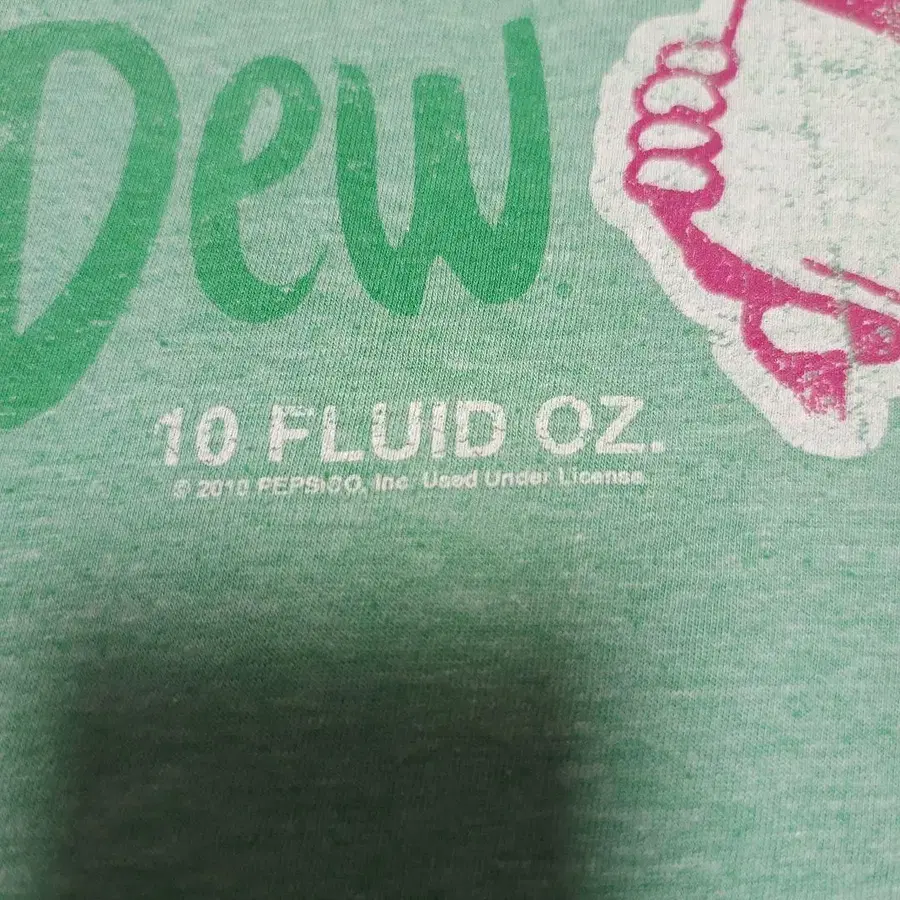 Dew
10 FLUID OZ.
© 2010 PEPSICO, Inc. Used Under License.